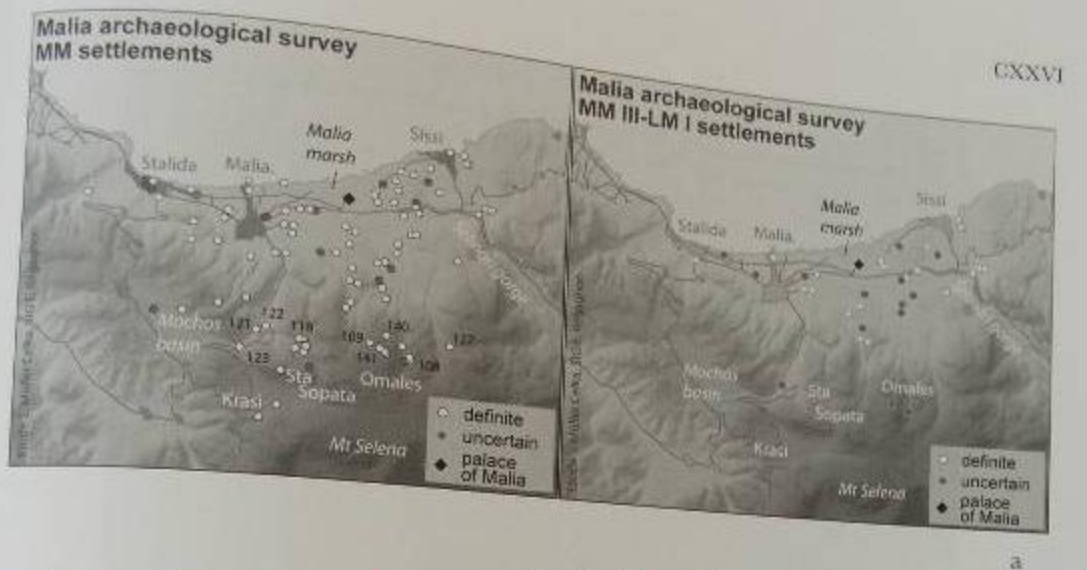 CXXVI
Malia archaeological survey
MM settlements
Malia
marsh
Sissi
Stalida
Malia
Mochos
basin
121
122
118
123
109
140
141
108
127
Sta
Sopata
Omales
Krasi
Mt Selena
definite
uncertain
palace
of Malia
Malia archaeological survey
MM III-LM I settlements
Malia
marsh
Sissi
Stalida
Malia
Mochos
basin
Sta
Sopata
Omales
Krasi
Mt Selena
definite
uncertain
palace
of Malia
a